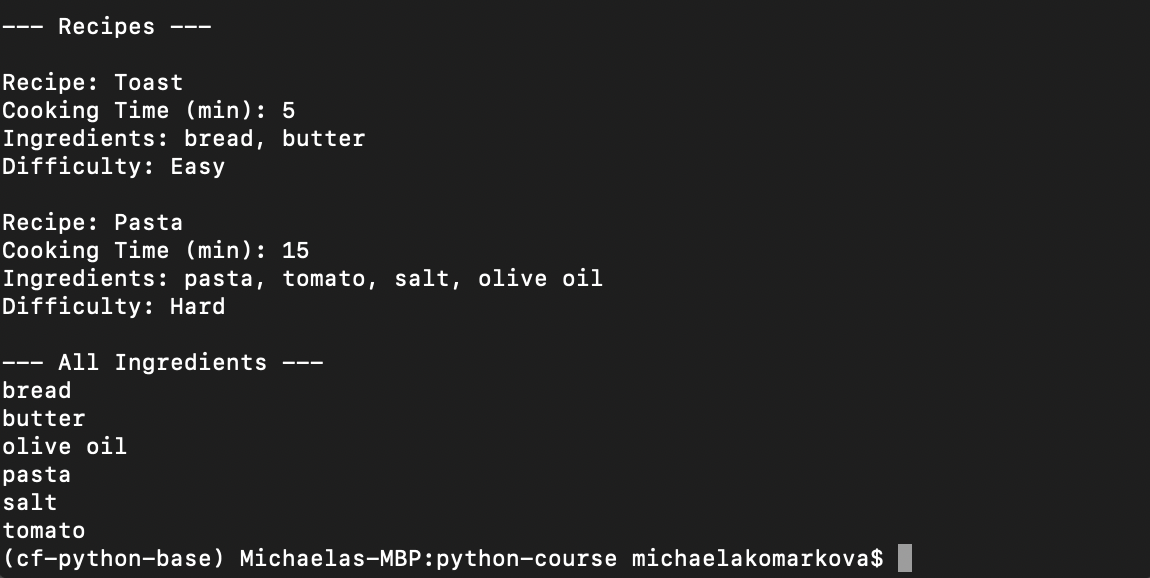 --- Recipes ---
Recipe: Toast
Cooking Time (min): 5
Ingredients: bread, butter
Difficulty: Easy
Recipe: Pasta
Cooking Time (min): 15
Ingredients: pasta, tomato, salt, olive oil
Difficulty: Hard
--- All Ingredients ---
bread
butter
olive oil
pasta
salt
tomato
(cf-python-base) Michaelas-MBP:python-course michaelakomarkova$